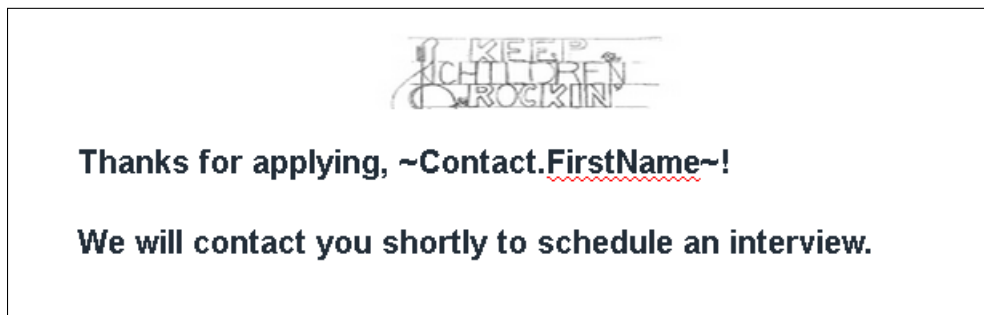 KEEP
CHILDREN
ROCKIN'
Thanks for applying, ~Contact.FirstName~!
We will contact you shortly to schedule an interview.